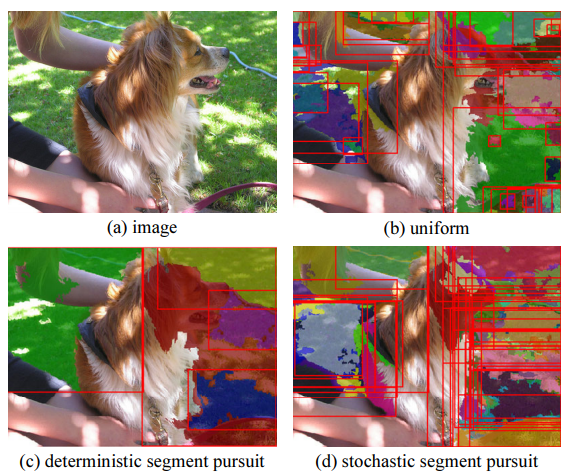 (a) image
(b) uniform
(c) deterministic segment pursuit
(d) stochastic segment pursuit